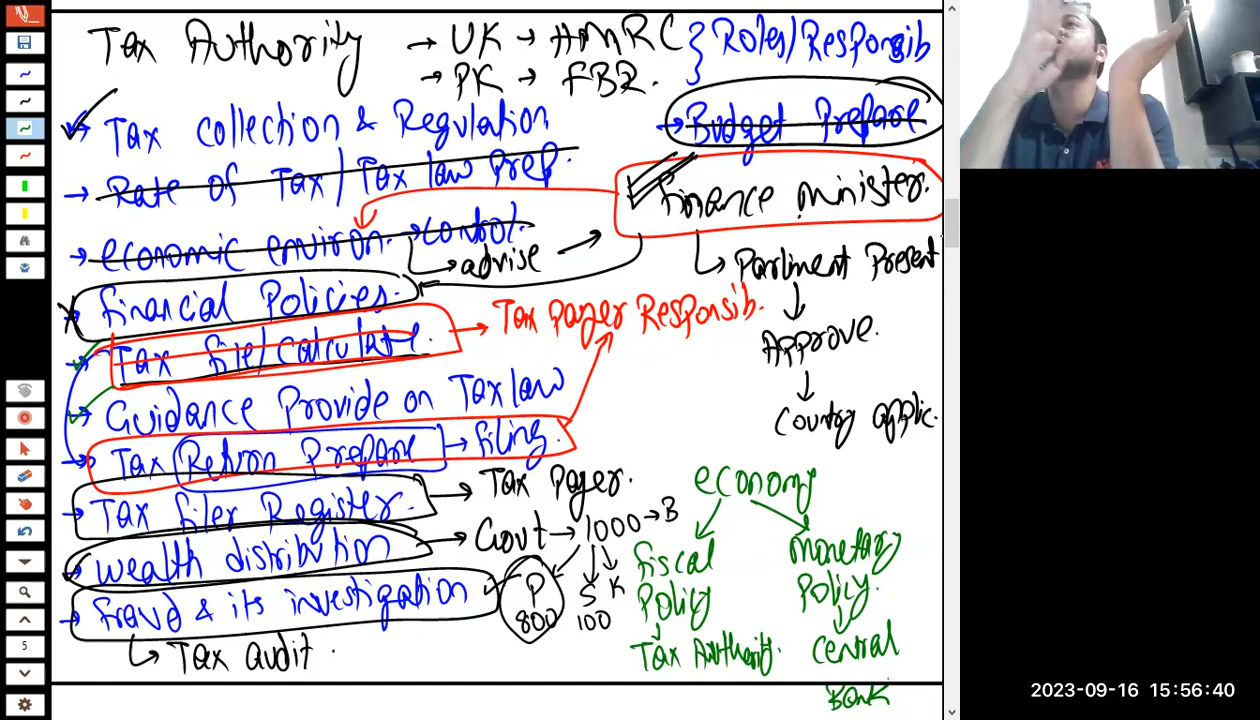 Tax Authority → UK → HMRC } Roles/Responsib
→ PK → FBR.
→ Tax collection & Regulation
→ Budget Prepare
→ Rate of Tax / Tax law Prep.
Finance minister.
→ economic environ. → control.
→ advise →
→ Parliment Present
→ financial Policies.
→ Tax file/calculate. → Tax payer Responsib.
Approve.
→ Guidance Provide on Tax law
Country applic.
→ Tax Return Prepare → filing.
→ Tax filer Register. → Tax Payer.
economy
→ wealth distribution → Govt → 1000 → B
fiscal Policy
monetary Policy.
→ fraud & its investigation
P S K
800 100
→ Tax audit.
Tax Authority.
central Bank
5
2023-09-16 15:56:40